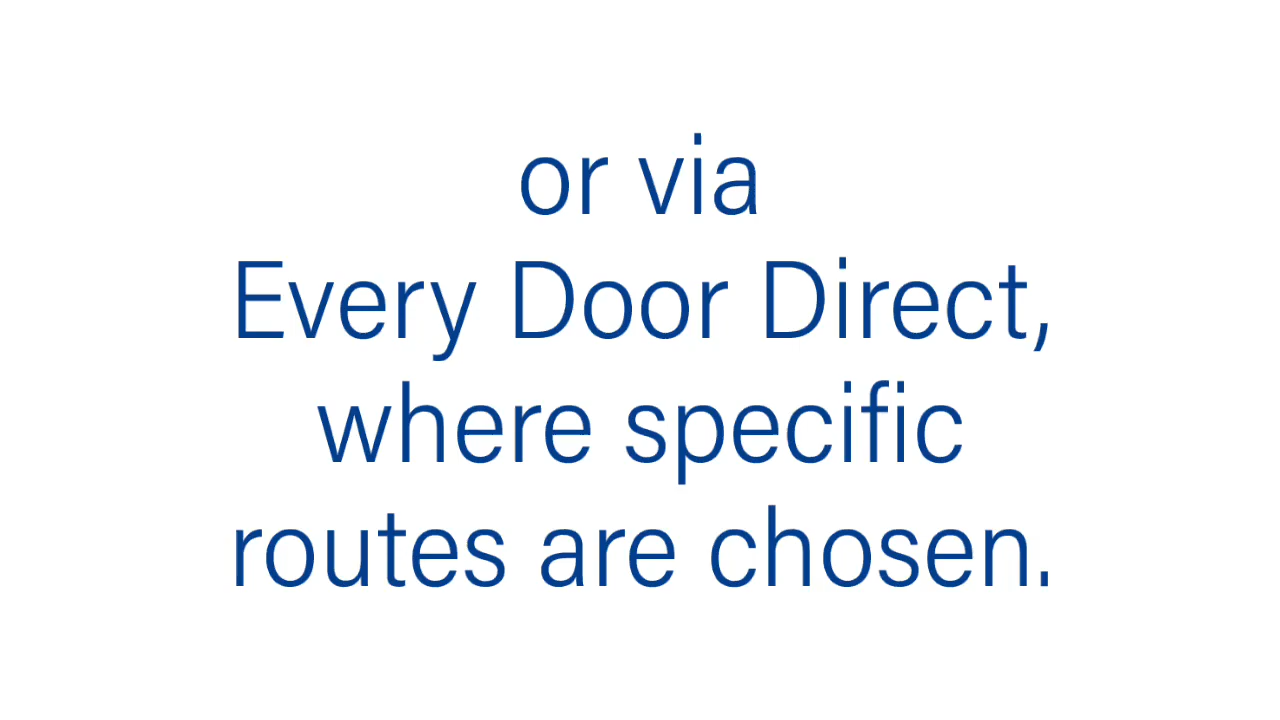 or via
Every Door Direct,
where specific
routes are chosen.